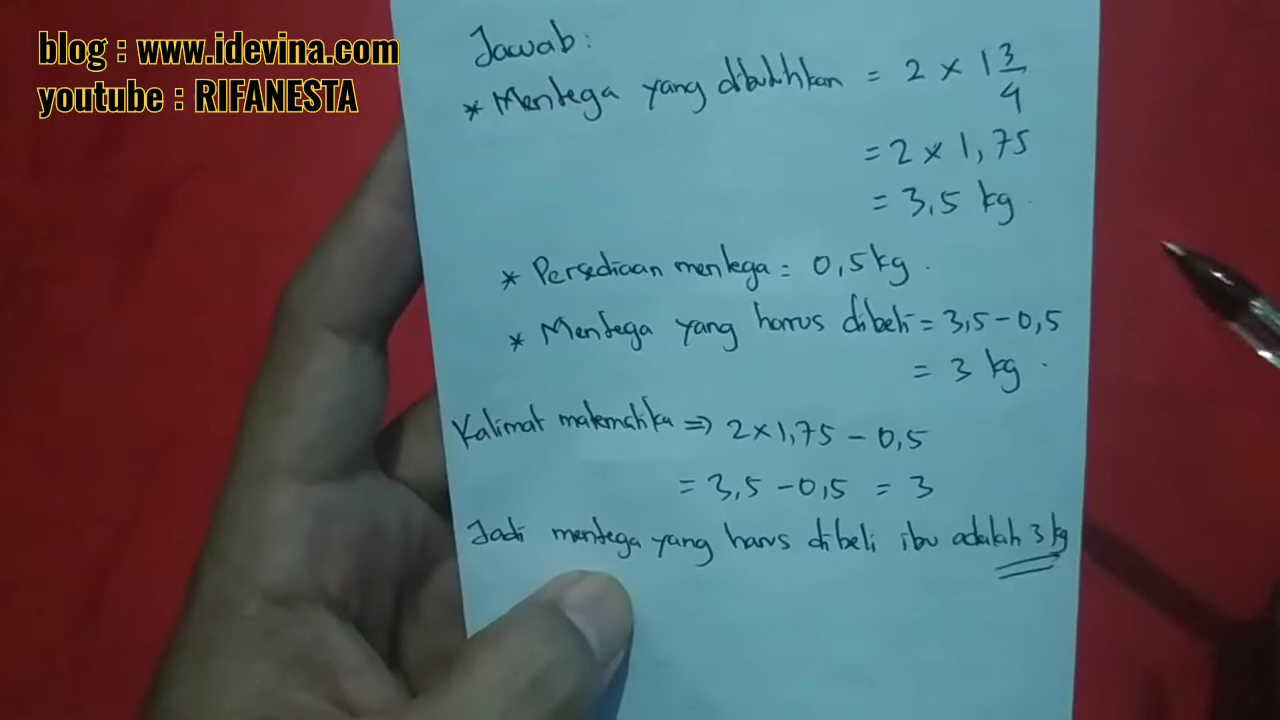 blog : www.idevina.com
youtube : RIFANESTA
Jawab:
* Mentega yang dibutuhkan = 2 × 1 3/4
= 2 × 1,75
= 3,5 kg.
* Persediaan mentega = 0,5 kg.
* Mentega yang harus dibeli = 3,5 - 0,5
= 3 kg.
Kalimat matematika => 2 × 1,75 - 0,5
= 3,5 - 0,5 = 3
Jadi mentega yang harus dibeli ibu adalah 3 kg